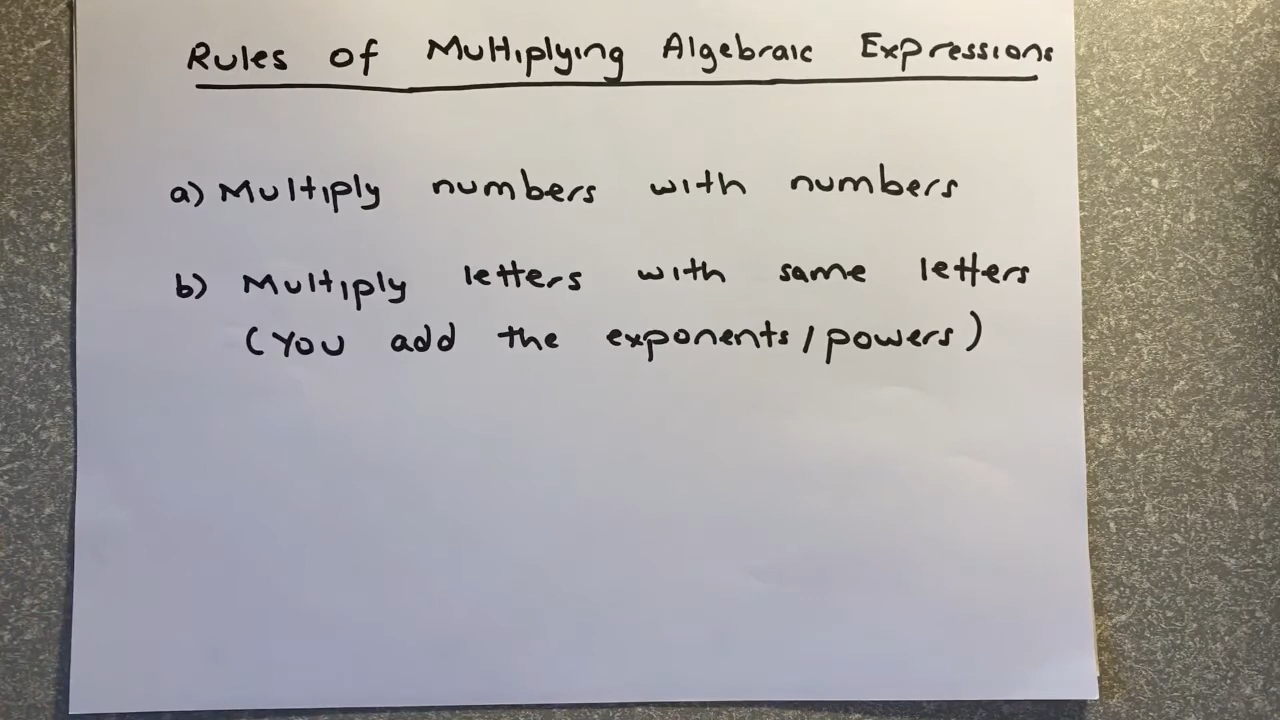 Rules of Multiplying Algebraic Expressions
a) Multiply numbers with numbers
b) Multiply letters with same letters
(You add the exponents/powers)